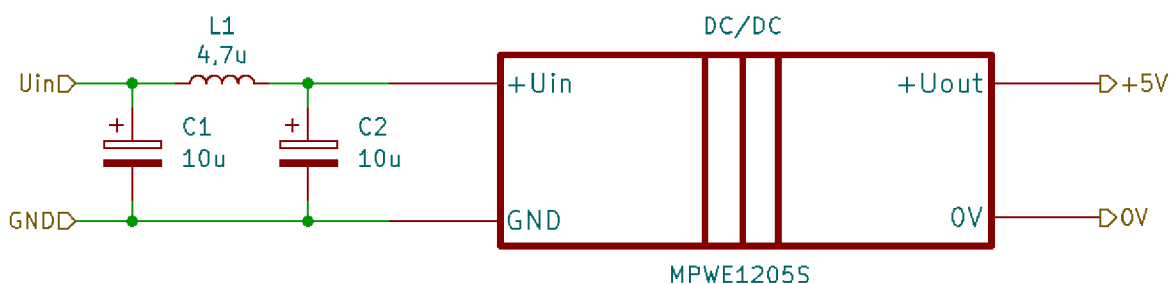 L1
4,7u
DC/DC
Uin
+Uin
+Uout
+5V
+
C1
10u
+
C2
10u
GND
GND
0V
0V
MPWE1205S